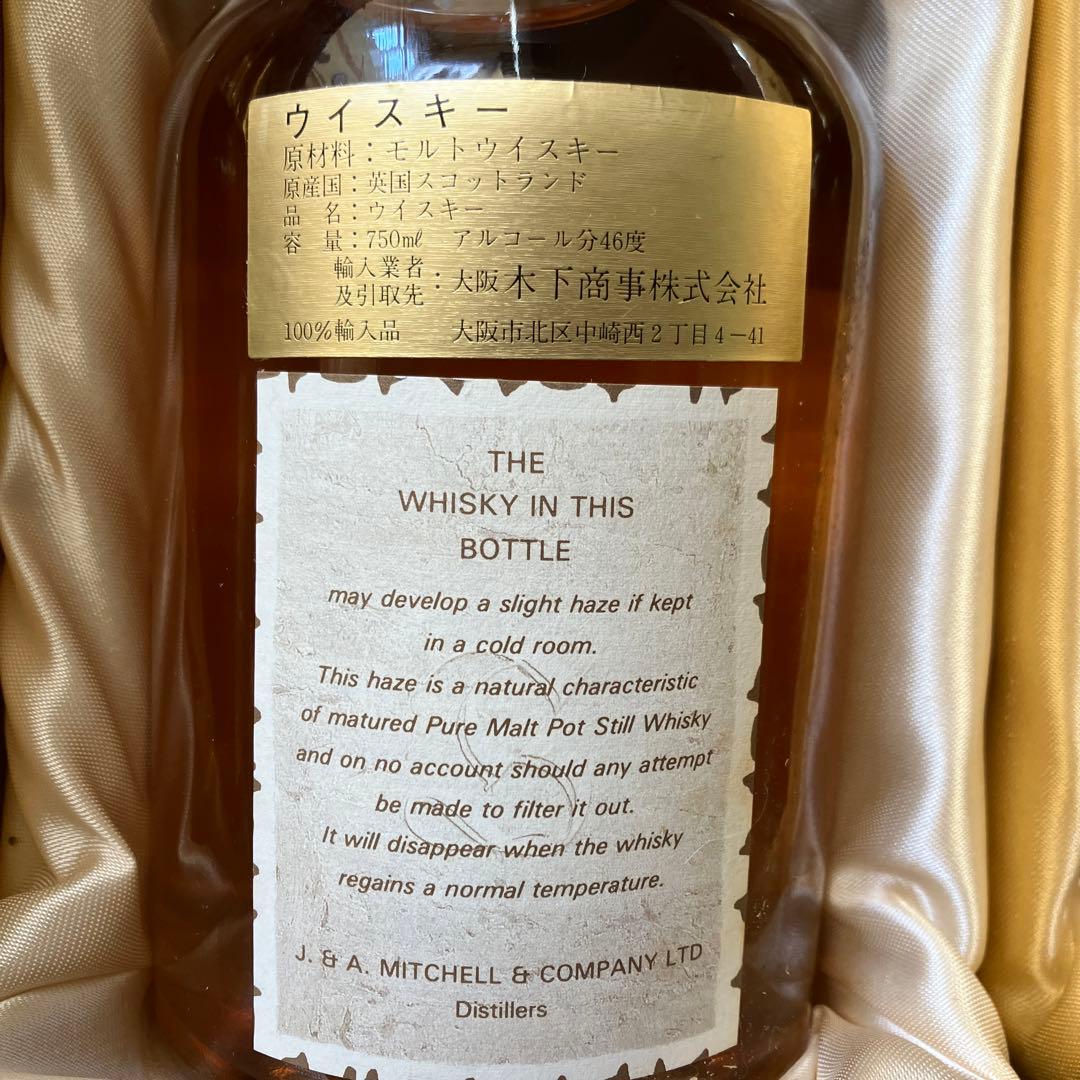 ウイスキー
原材料：モルトウイスキー
原産国：英国スコットランド
品　名：ウイスキー
容　量：750㎖　アルコール分46度
輸入業者
及引取先：大阪 木下商事株式会社
100%輸入品　大阪市北区中崎西2丁目4-41
THE
WHISKY IN THIS
BOTTLE
may develop a slight haze if kept
in a cold room.
This haze is a natural characteristic
of matured Pure Malt Pot Still Whisky
and on no account should any attempt
be made to filter it out.
It will disappear when the whisky
regains a normal temperature.
J. & A. MITCHELL & COMPANY LTD
Distillers